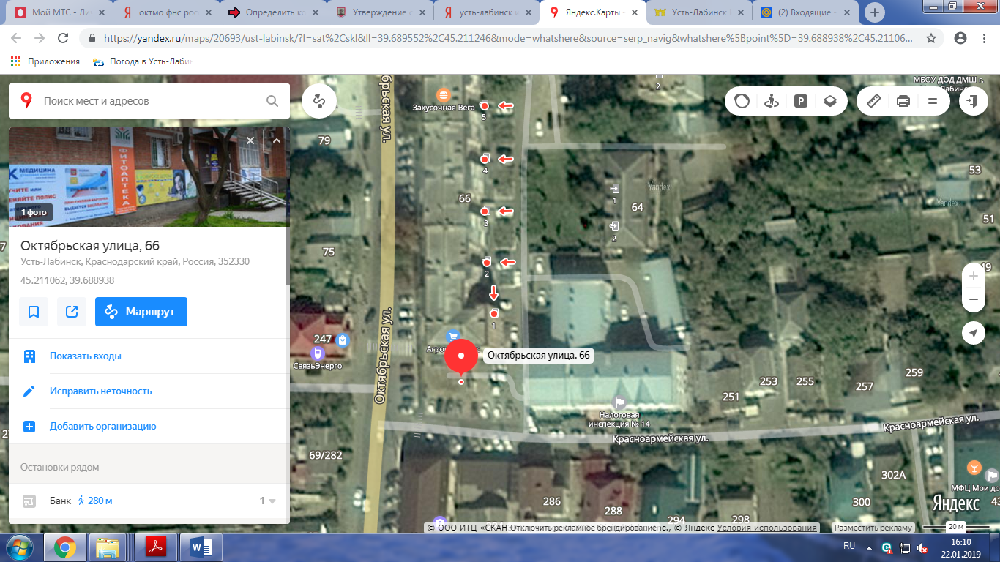 Мой МТС - Ли
октмо фнс рос
Определить к
Утверждение с
усть-лабинск и
Яндекс.Карты -
Усть-Лабинск
(2) Входящие -
https://yandex.ru/maps/20693/ust-labinsk/?l=sat%2Cskl&ll=39.689552%2C45.211246&mode=whatshere&source=serp_navig&whatshere%5Bpoint%5D=39.688938%2C45.21106...
Приложения
Погода в Усть-Лаби
Поиск мест и адресов
МЕДИЦИНА
ФИТОАПТЕКА
1 фото
Октябрьская улица, 66
Усть-Лабинск, Краснодарский край, Россия, 352330
45.211062, 39.688938
Маршрут
Показать входы
Исправить неточность
Добавить организацию
Остановки рядом
Банк
280 м
1
брьская ул.
Закусочная Вега
5
2
МБОУ ДОД ДМШ г.
79
4
53
66
1
64
51
3
2
75
49
2
1
247
СвязьЭнерго
Октябрьская ул.
Октябрьская улица, 66
Налоговая
инспекция № 14
251
253
255
257
259
Красноармейская ул.
Красноармейская ул.
69/282
302А
МФЦ Мои до
286
288
294
298
300
43
Yandex
Yandex
Яндекс
© ООО ИТЦ «СКАН Отключить рекламное брендирование нс., © Яндекс Условия использования
Разместить рекламу
20 м
RU
16:10
22.01.2019